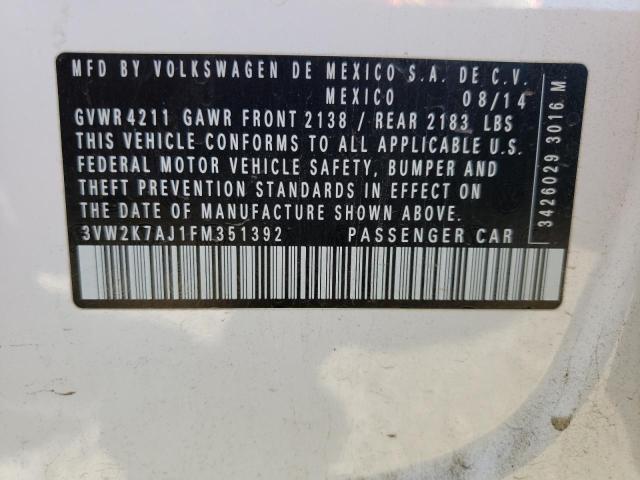 MFD BY VOLKSWAGEN DE MEXICO S.A. DE C.V.
MEXICO 08/14
GVWR 4211 GAWR FRONT 2138 / REAR 2183 LBS
THIS VEHICLE CONFORMS TO ALL APPLICABLE U.S.
FEDERAL MOTOR VEHICLE SAFETY, BUMPER AND
THEFT PREVENTION STANDARDS IN EFFECT ON
THE DATE OF MANUFACTURE SHOWN ABOVE.
3VW2K7AJ1FM351392 PASSENGER CAR
3426029 3016 M